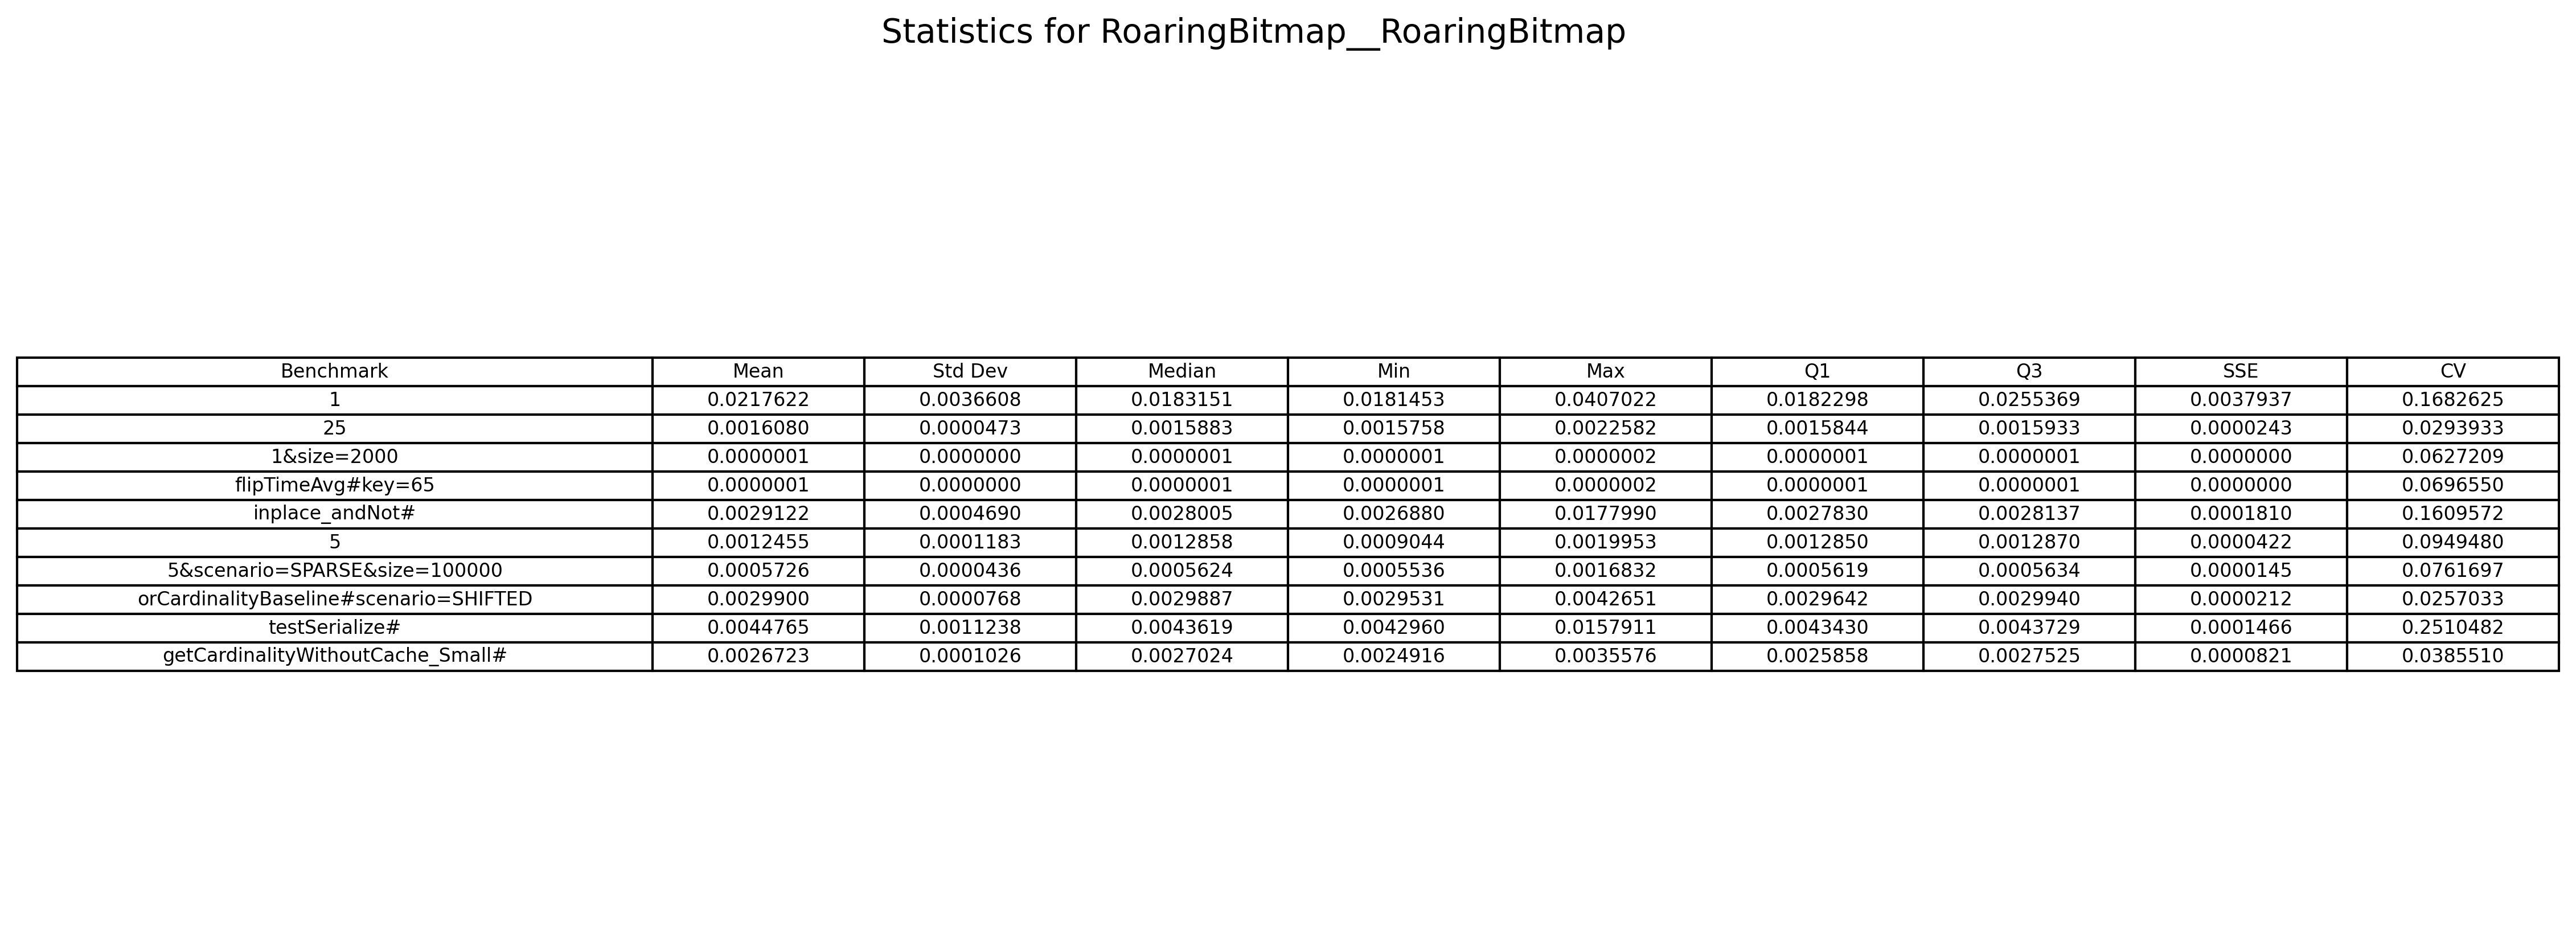 Statistics for RoaringBitmap__RoaringBitmap
Benchmark Mean Std Dev Median Min Max Q1 Q3 SSE CV
1 0.0217622 0.0036608 0.0183151 0.0181453 0.0407022 0.0182298 0.0255369 0.0037937 0.1682625
25 0.0016080 0.0000473 0.0015883 0.0015758 0.0022582 0.0015844 0.0015933 0.0000243 0.0293933
1&size=2000 0.0000001 0.0000000 0.0000001 0.0000001 0.0000002 0.0000001 0.0000001 0.0000000 0.0627209
flipTimeAvg#key=65 0.0000001 0.0000000 0.0000001 0.0000001 0.0000002 0.0000001 0.0000001 0.0000000 0.0696550
inplace_andNot# 0.0029122 0.0004690 0.0028005 0.0026880 0.0177990 0.0027830 0.0028137 0.0001810 0.1609572
5 0.0012455 0.0001183 0.0012858 0.0009044 0.0019953 0.0012850 0.0012870 0.0000422 0.0949480
5&scenario=SPARSE&size=100000 0.0005726 0.0000436 0.0005624 0.0005536 0.0016832 0.0005619 0.0005634 0.0000145 0.0761697
orCardinalityBaseline#scenario=SHIFTED 0.0029900 0.0000768 0.0029887 0.0029531 0.0042651 0.0029642 0.0029940 0.0000212 0.0257033
testSerialize# 0.0044765 0.0011238 0.0043619 0.0042960 0.0157911 0.0043430 0.0043729 0.0001466 0.2510482
getCardinalityWithoutCache_Small# 0.0026723 0.0001026 0.0027024 0.0024916 0.0035576 0.0025858 0.0027525 0.0000821 0.0385510